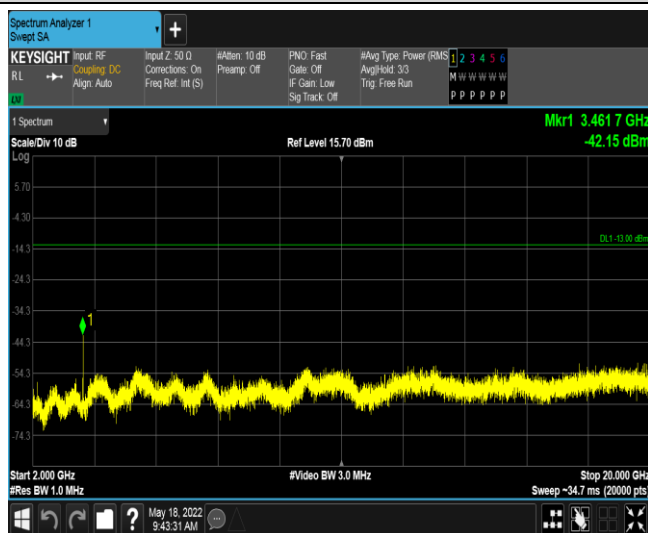 Spectrum Analyzer 1
Swept SA
+
KEYSIGHT
RL
LXI
Input: RF
Coupling: DC
Align: Auto
Input Z: 50 Ω
Corrections: On
Freq Ref: Int (S)
#Atten: 10 dB
Preamp: Off
PNO: Fast
Gate: Off
IF Gain: Low
Sig Track: Off
#Avg Type: Power (RMS
Avg|Hold: 3/3
Trig: Free Run
1 2 3 4 5 6
M W W W W W
P P P P P P
1 Spectrum
Mkr1 3.461 7 GHz
-42.15 dBm
Scale/Div 10 dB
Ref Level 15.70 dBm
Log
5.70
-4.30
DL1 -13.00 dBm
-14.3
-24.3
-34.3
1
-44.3
-54.3
-64.3
-74.3
Start 2.000 GHz
#Video BW 3.0 MHz
Stop 20.000 GHz
#Res BW 1.0 MHz
Sweep ~34.7 ms (20000 pts)
?
May 18, 2022
9:43:31 AM